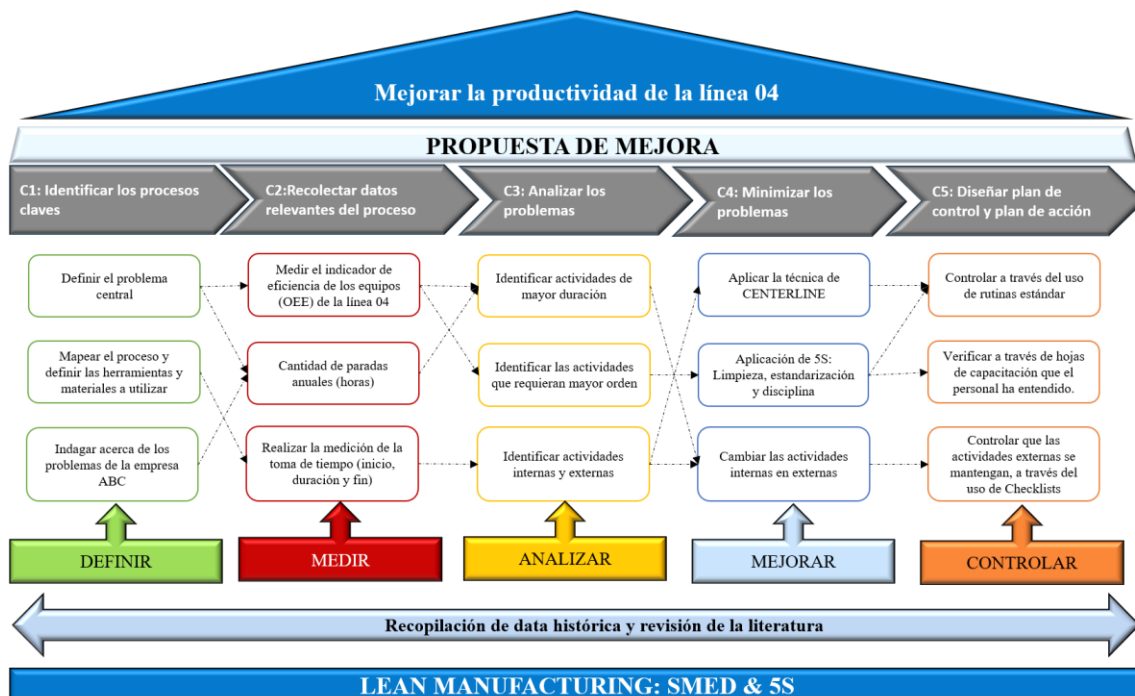 Mejorar la productividad de la línea 04
PROPUESTA DE MEJORA
C1: Identificar los procesos
claves
C2:Recolectar datos
relevantes del proceso
C3: Analizar los
problemas
C4: Minimizar los
problemas
C5: Diseñar plan de
control y plan de acción
Definir el problema
central
Mapear el proceso y
definir las herramientas y
materiales a utilizar
Indagar acerca de los
problemas de la empresa
ABC
Medir el indicador de
eficiencia de los equipos
(OEE) de la línea 04
Cantidad de paradas
anuales (horas)
Realizar la medición de la
toma de tiempo (inicio,
duración y fin)
Identificar actividades de
mayor duración
Identificar las actividades
que requieran mayor orden
Identificar actividades
internas y externas
Aplicar la técnica de
CENTERLINE
Aplicación de 5S:
Limpieza, estandarización
y disciplina
Cambiar las actividades
internas en externas
Controlar a través del uso
de rutinas estándar
Verificar a través de hojas
de capacitación que el
personal ha entendido.
Controlar que las
actividades externas se
mantengan, a través del
uso de Checklists
DEFINIR
MEDIR
ANALIZAR
MEJORAR
CONTROLAR
Recopilación de data histórica y revisión de la literatura
LEAN MANUFACTURING: SMED & 5S